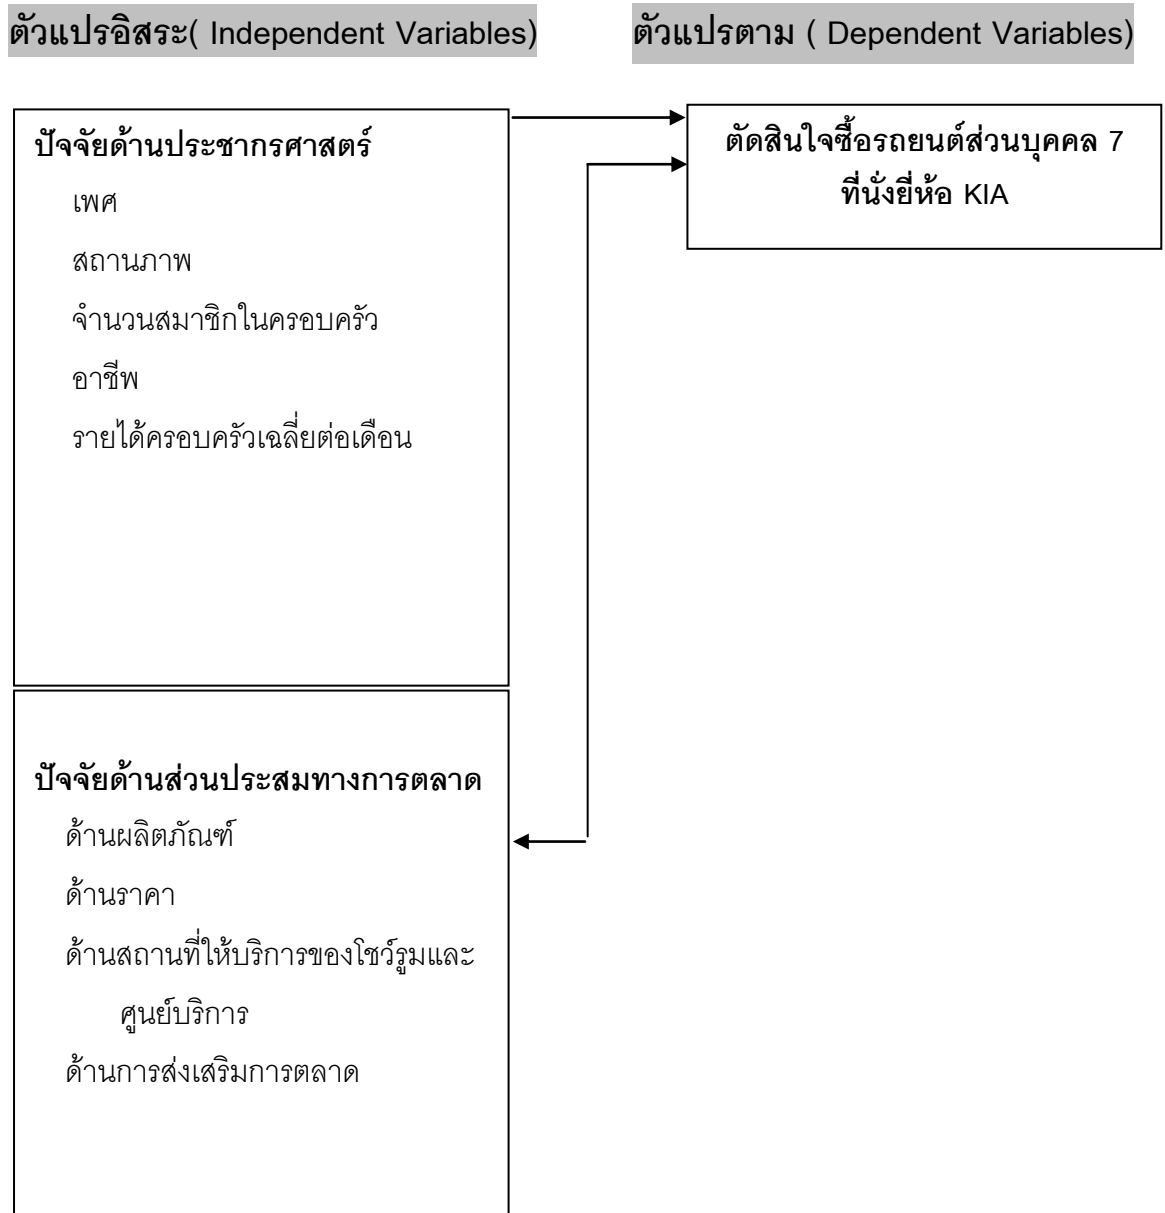 ตัวแปรอิสระ( Independent Variables)
ตัวแปรตาม ( Dependent Variables)
ปัจจัยด้านประชากรศาสตร์
เพศ
สถานภาพ
จำนวนสมาชิกในครอบครัว
อาชีพ
รายได้ครอบครัวเฉลี่ยต่อเดือน
ตัดสินใจซื้อรถยนต์ส่วนบุคคล 7
ที่นั่งยี่ห้อ KIA
ปัจจัยด้านส่วนประสมทางการตลาด
ด้านผลิตภัณฑ์
ด้านราคา
ด้านสถานที่ให้บริการของโชว์รูมและ
ศูนย์บริการ
ด้านการส่งเสริมการตลาด